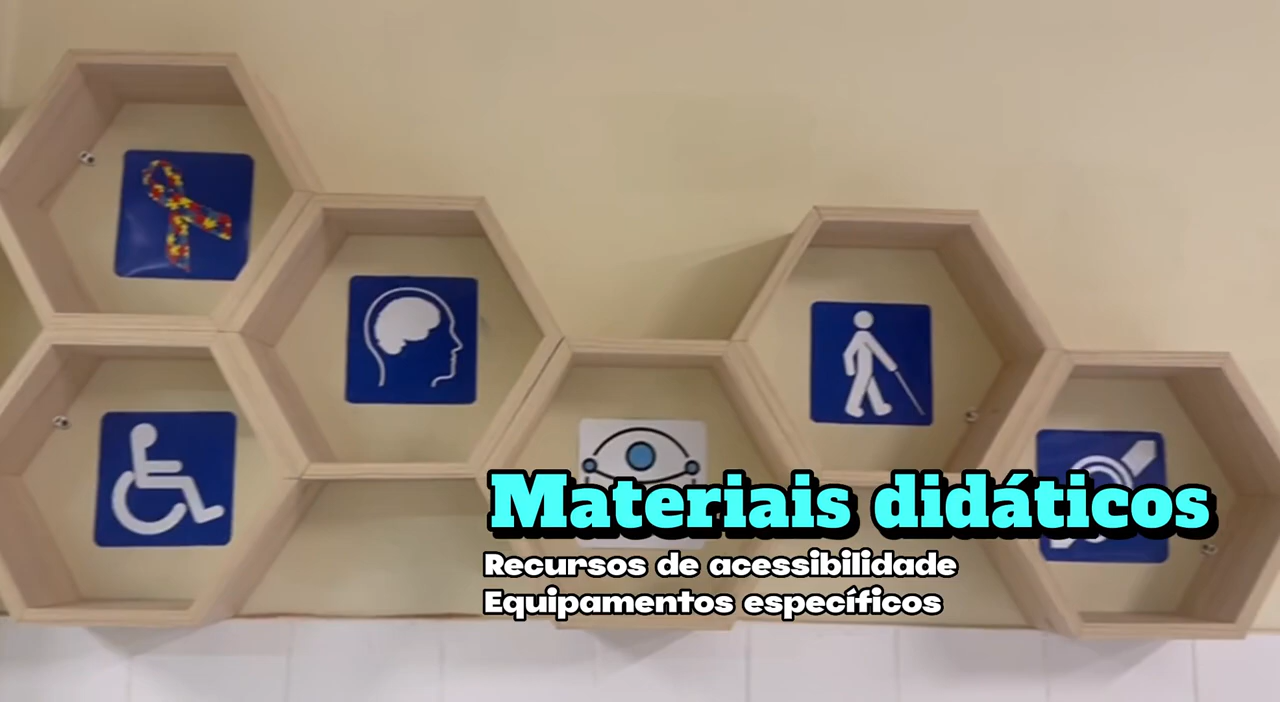 Materiais didáticos
Recursos de acessibilidade
Equipamentos específicos